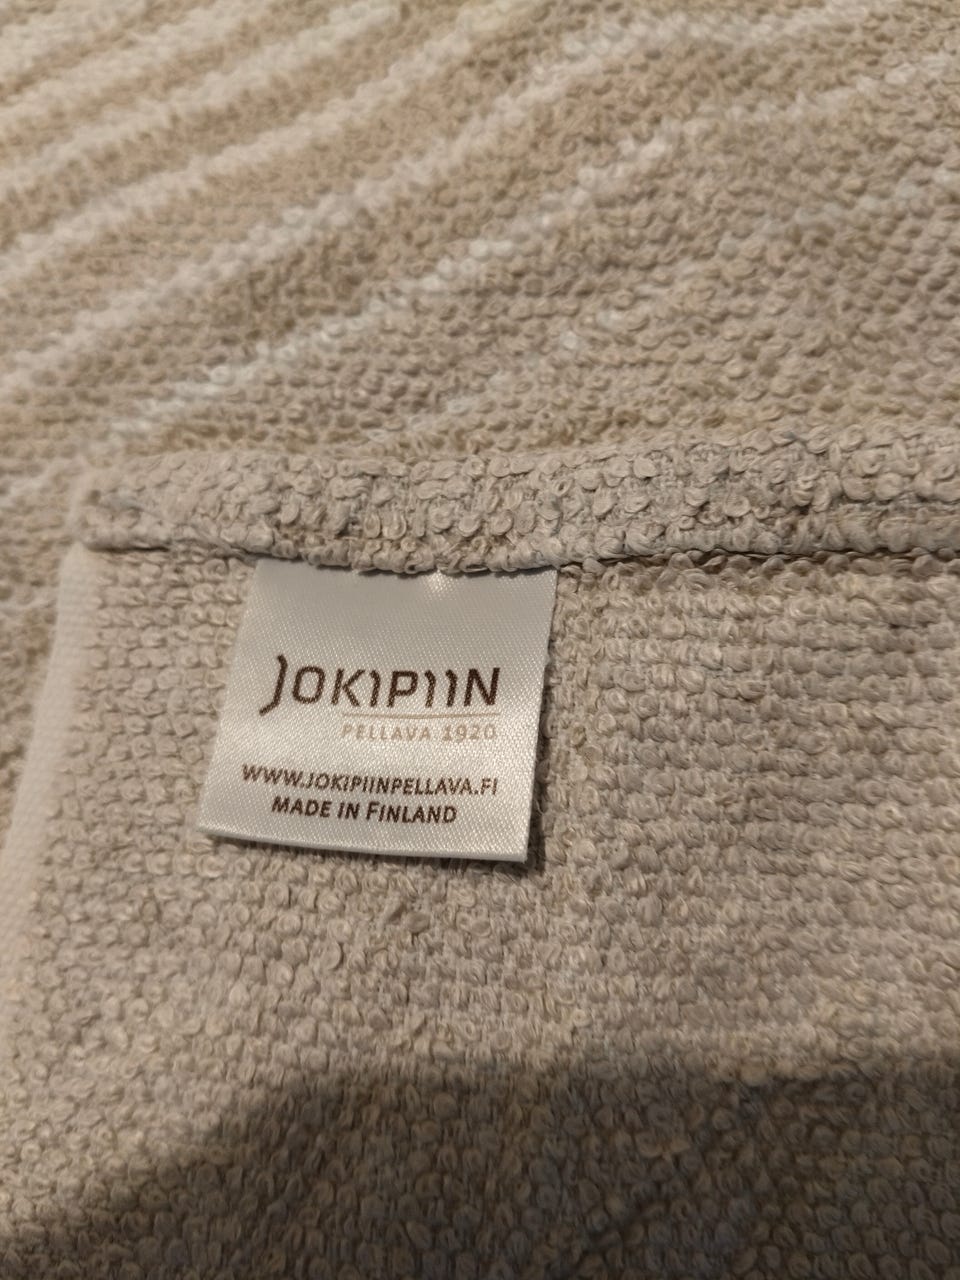 JOKIPIIN
PELLAVA 1920
WWW.JOKIPIINPELLAVA.FI
MADE IN FINLAND